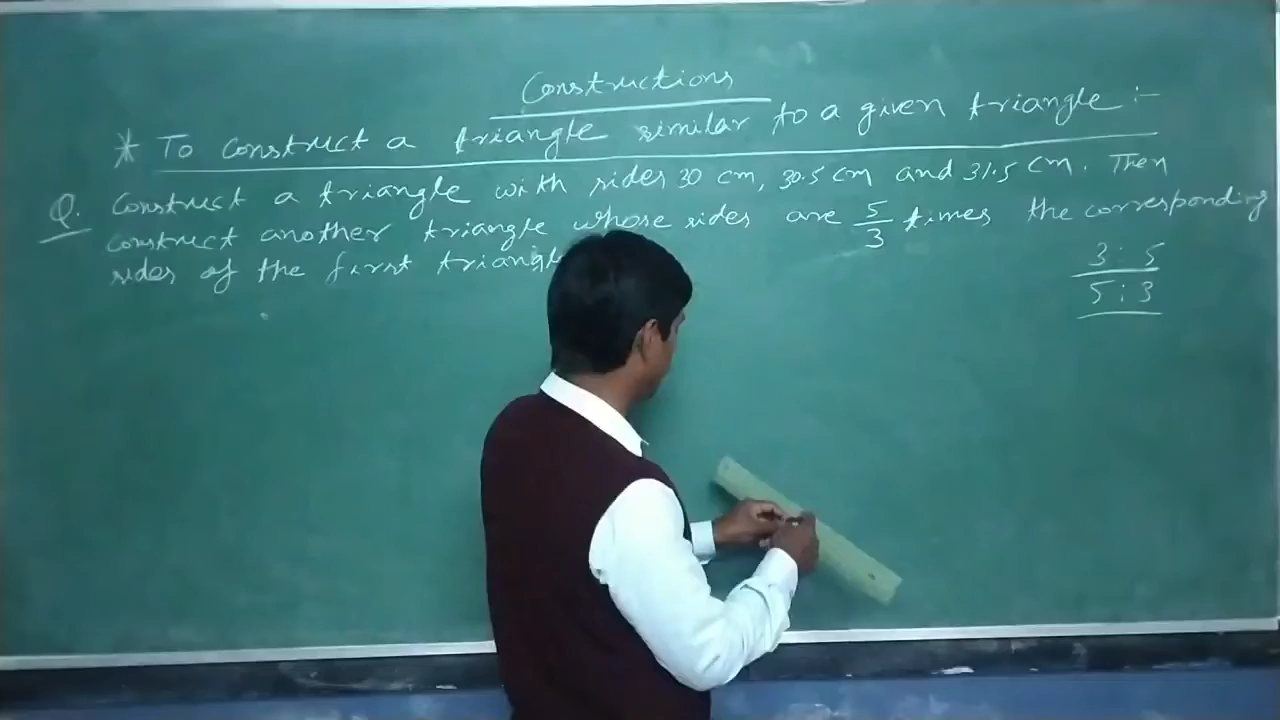 Constructions
* To construct a triangle similar to a given triangle :-
Q. Construct a triangle with sides 30 cm, 30.5 cm and 31.5 cm. Then
construct another triangle whose sides are 5/3 times the corresponding
sides of the first triangle
3 : 5
5 : 3